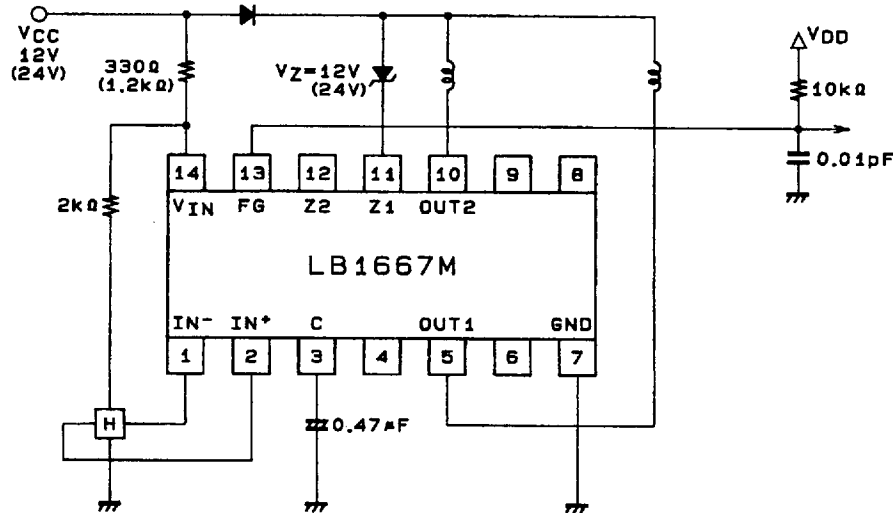 VCC
12V
(24V)
330Ω
(1.2kΩ)
VZ=12V
(24V)
VDD
10kΩ
0.01pF
2kΩ
14 13 12 11 10 9 8
VIN FG Z2 Z1 OUT2
LB1667M
IN- IN+ C OUT1 GND
1 2 3 4 5 6 7
H
0.47µF